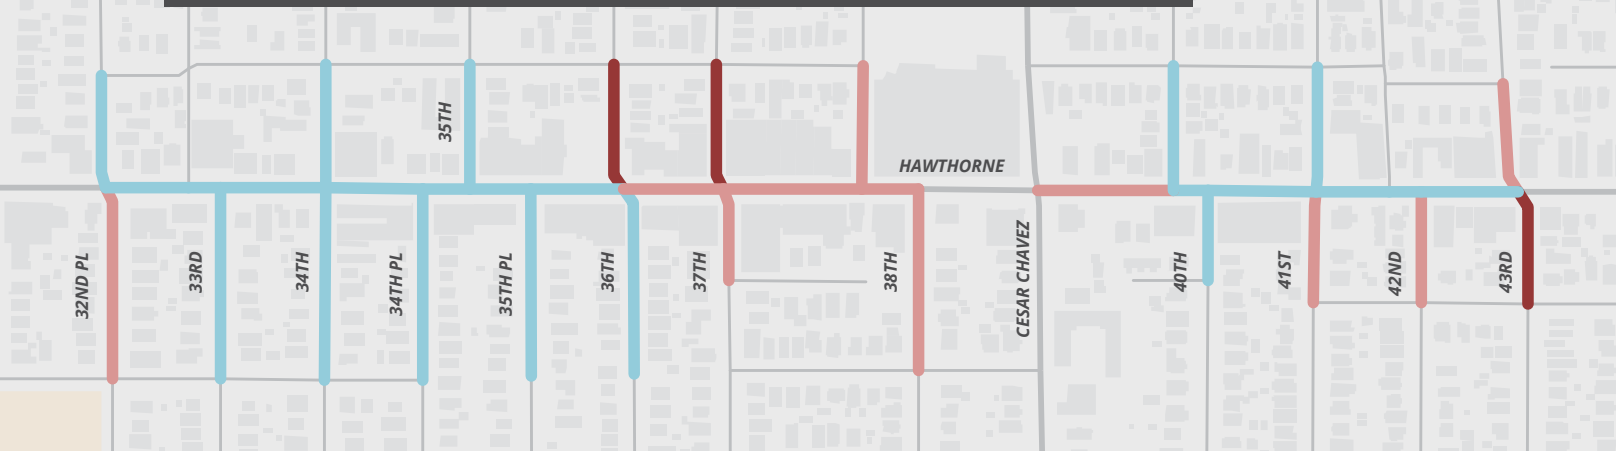 35TH
HAWTHORNE
32ND PL
33RD
34TH
34TH PL
35TH PL
36TH
37TH
38TH
CESAR CHAVEZ
40TH
41ST
42ND
43RD